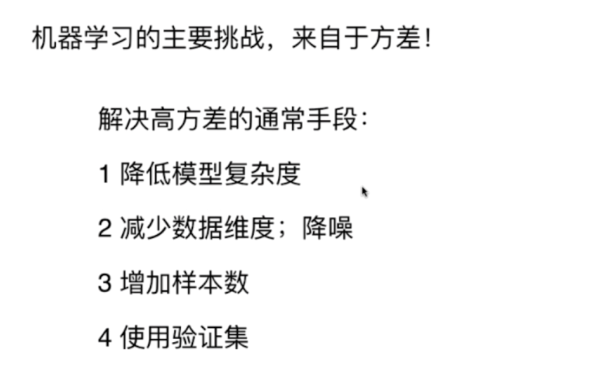 机器学习的主要挑战，来自于方差！
解决高方差的通常手段：
1 降低模型复杂度
2 减少数据维度；降噪
3 增加样本数
4 使用验证集